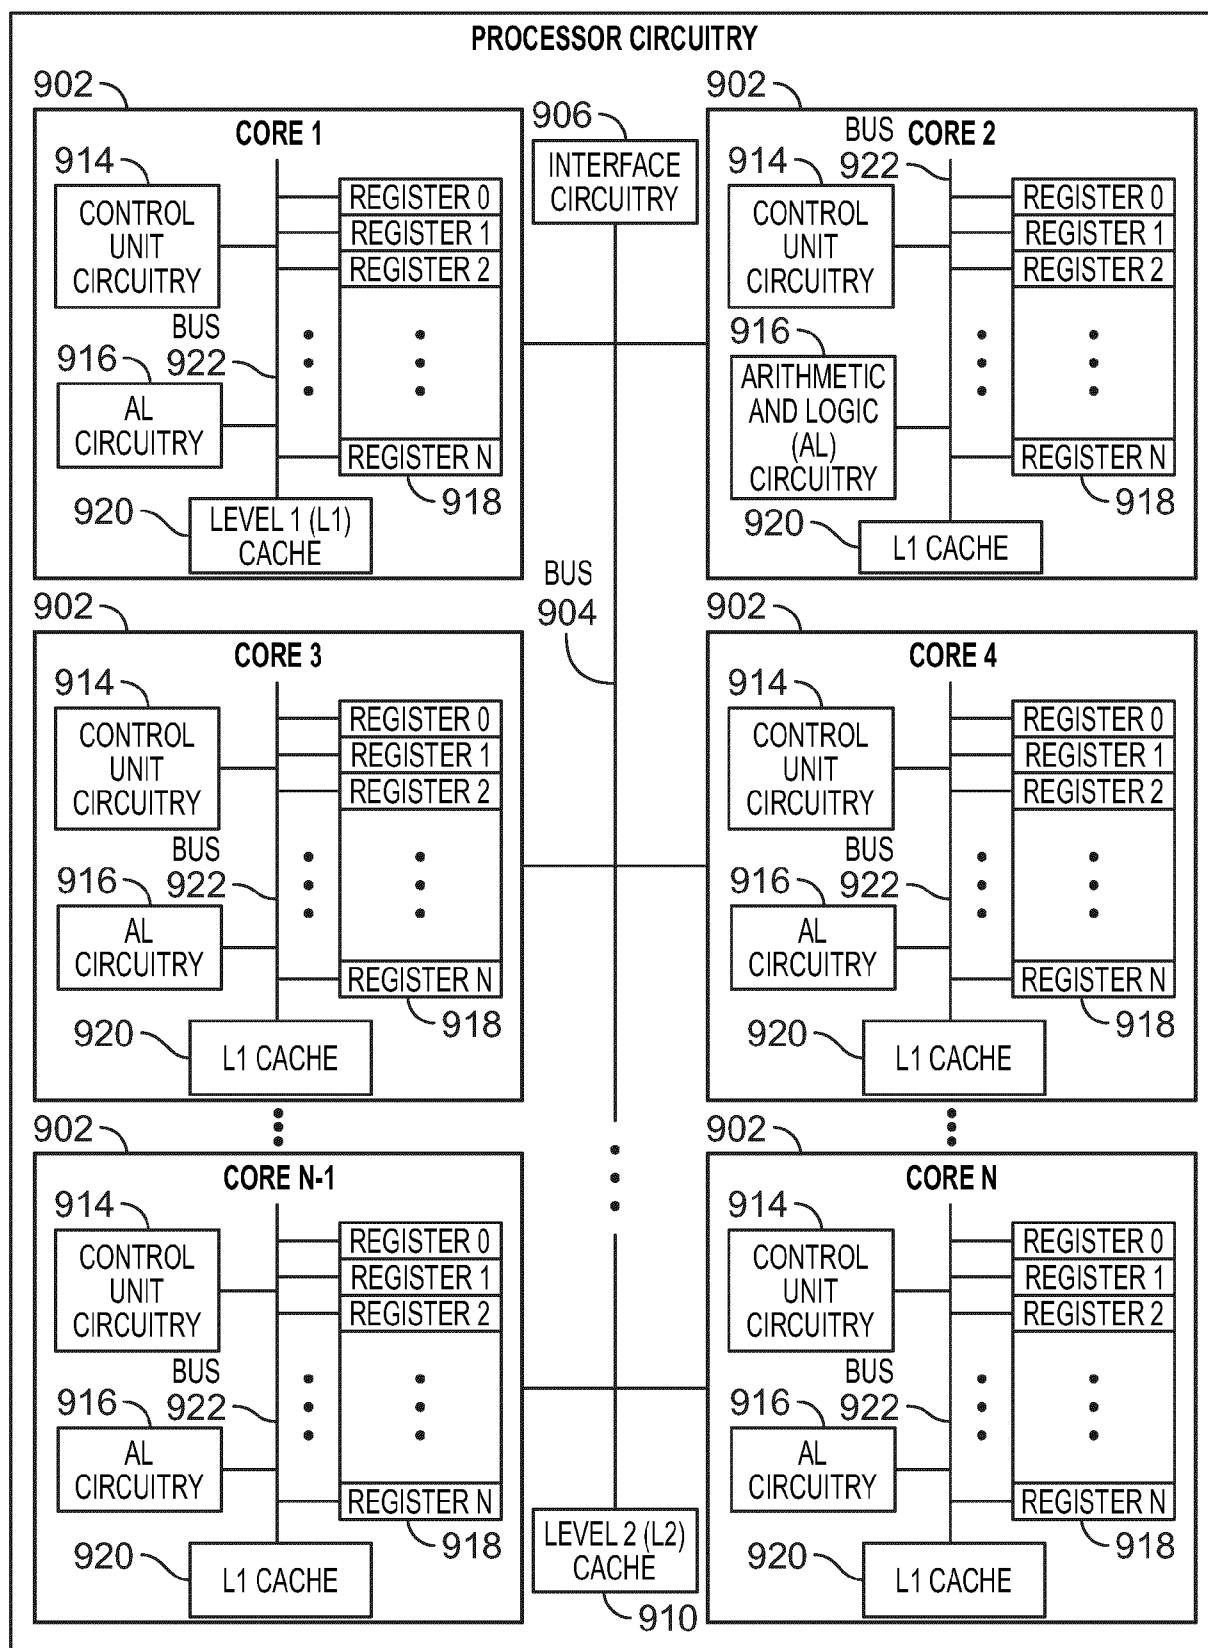 PROCESSOR CIRCUITRY
902
CORE 1
914
CONTROL
UNIT
CIRCUITRY
REGISTER 0
REGISTER 1
REGISTER 2
BUS
922
916
AL
CIRCUITRY
REGISTER N
918
920
LEVEL 1 (L1)
CACHE
906
INTERFACE
CIRCUITRY
902
BUS
922
CORE 2
914
CONTROL
UNIT
CIRCUITRY
REGISTER 0
REGISTER 1
REGISTER 2
916
ARITHMETIC
AND LOGIC
(AL)
CIRCUITRY
REGISTER N
918
920
L1 CACHE
BUS
904
902
CORE 3
914
CONTROL
UNIT
CIRCUITRY
REGISTER 0
REGISTER 1
REGISTER 2
BUS
922
916
AL
CIRCUITRY
REGISTER N
918
920
L1 CACHE
902
CORE 4
914
CONTROL
UNIT
CIRCUITRY
REGISTER 0
REGISTER 1
REGISTER 2
BUS
922
916
AL
CIRCUITRY
REGISTER N
918
920
L1 CACHE
902
CORE N-1
914
CONTROL
UNIT
CIRCUITRY
REGISTER 0
REGISTER 1
REGISTER 2
BUS
922
916
AL
CIRCUITRY
REGISTER N
918
920
L1 CACHE
902
CORE N
914
CONTROL
UNIT
CIRCUITRY
REGISTER 0
REGISTER 1
REGISTER 2
BUS
922
916
AL
CIRCUITRY
REGISTER N
918
920
L1 CACHE
LEVEL 2 (L2)
CACHE
910